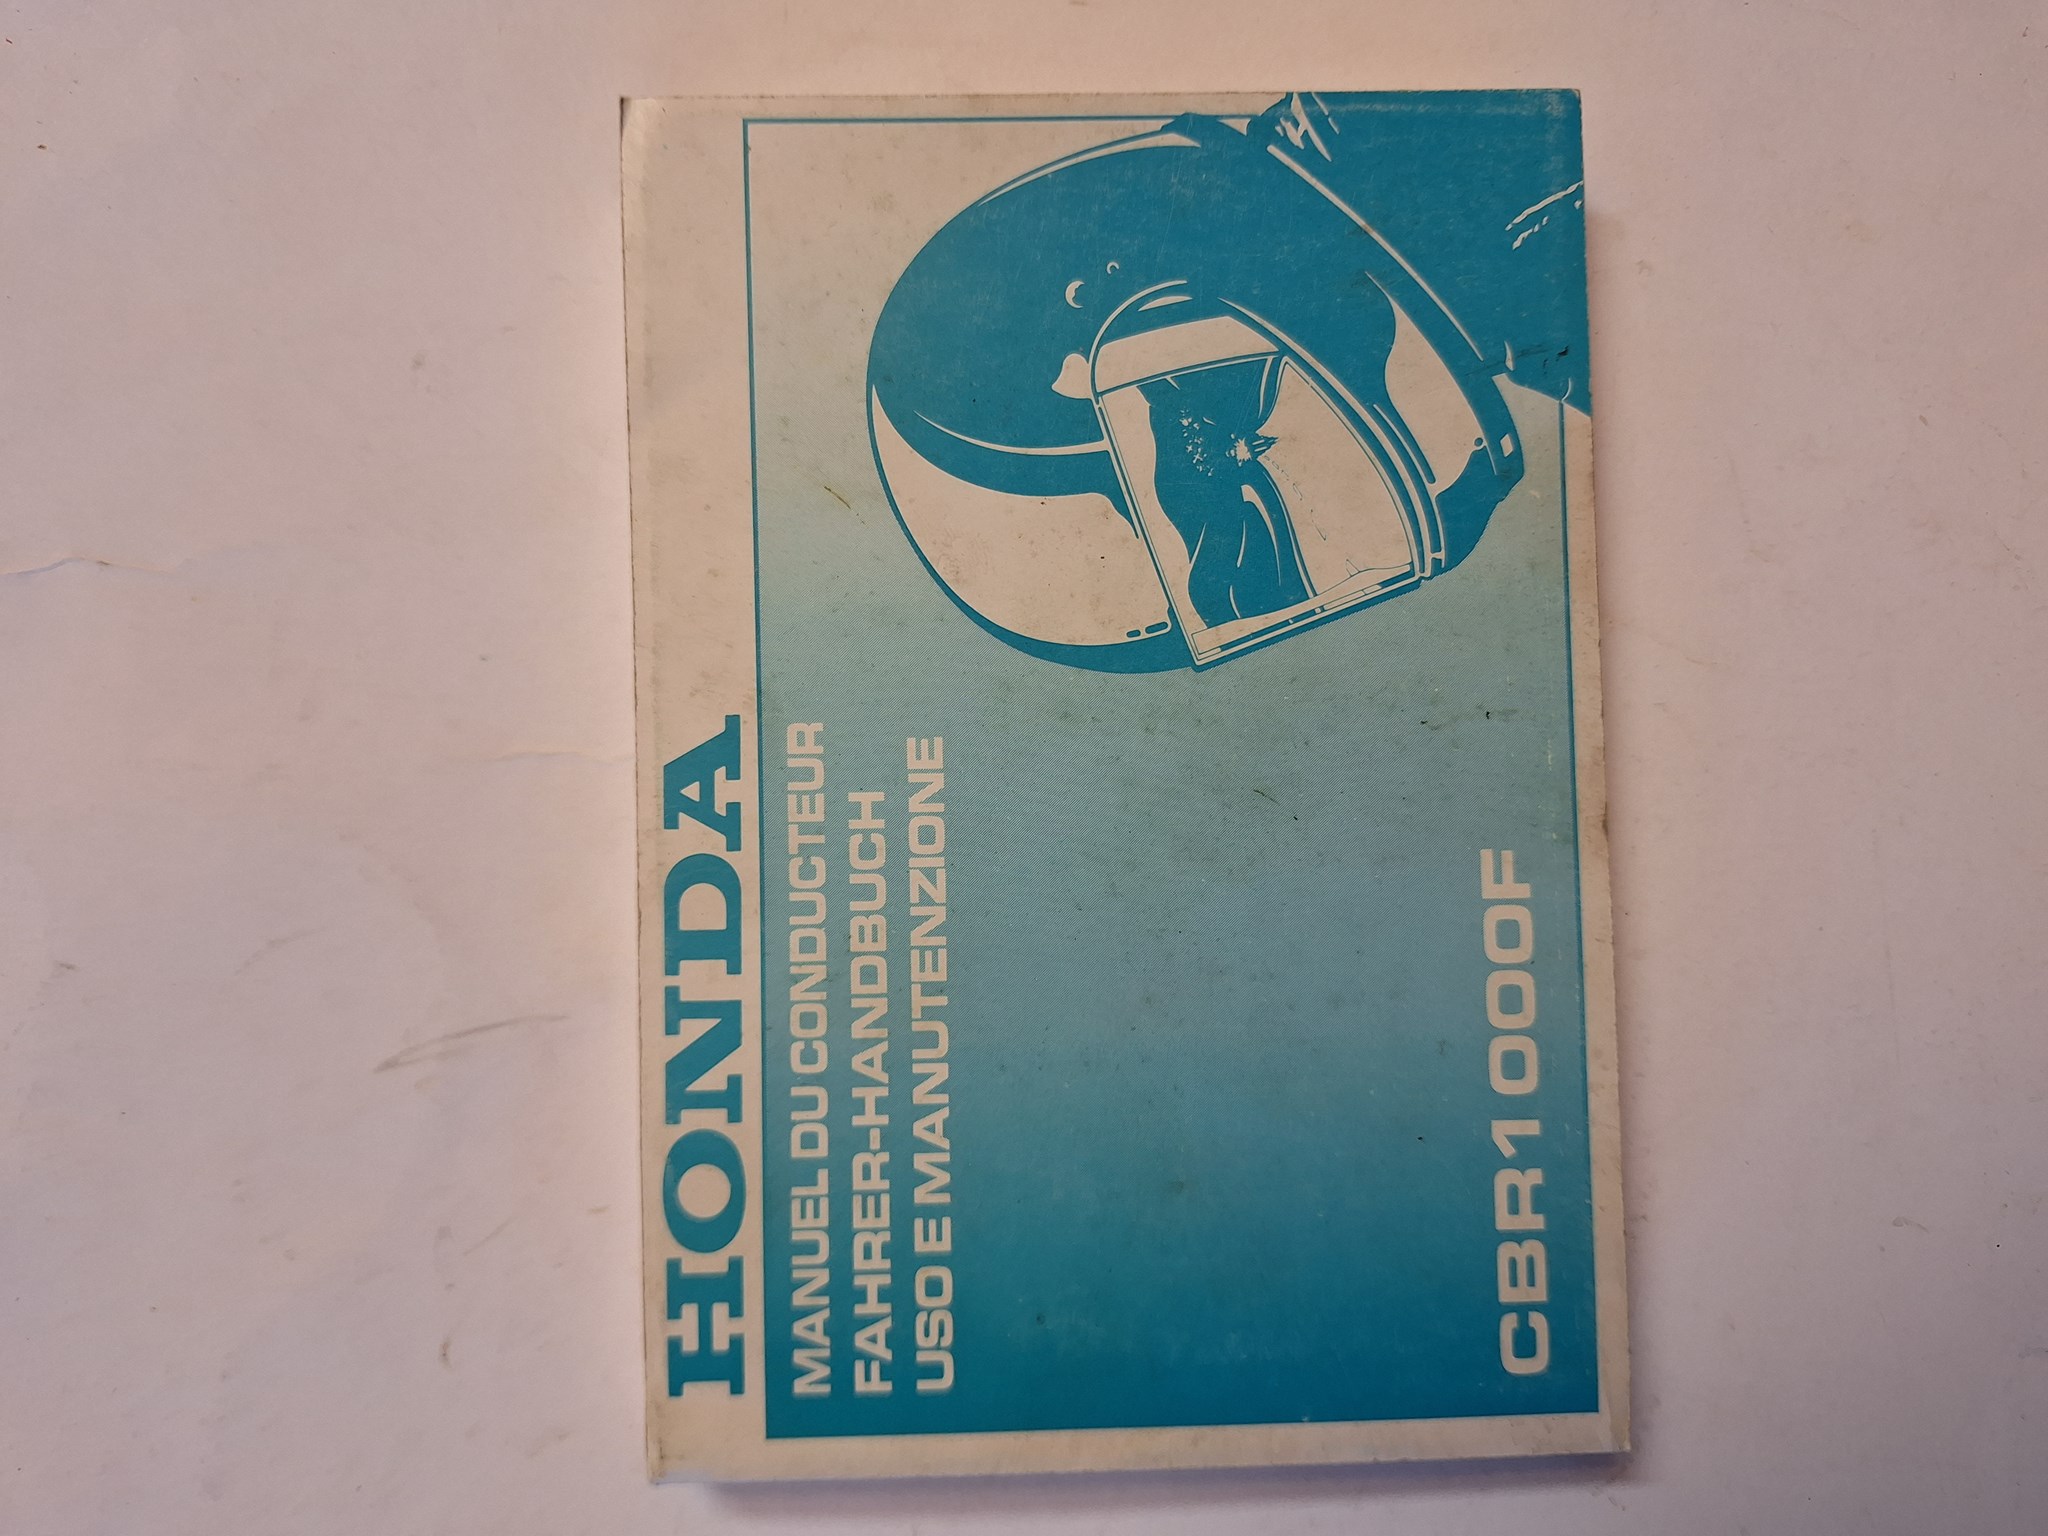 HONDA
MANUEL DU CONDUCTEUR
FAHRER-HANDBUCH
USO E MANUTENZIONE
CBR1000F